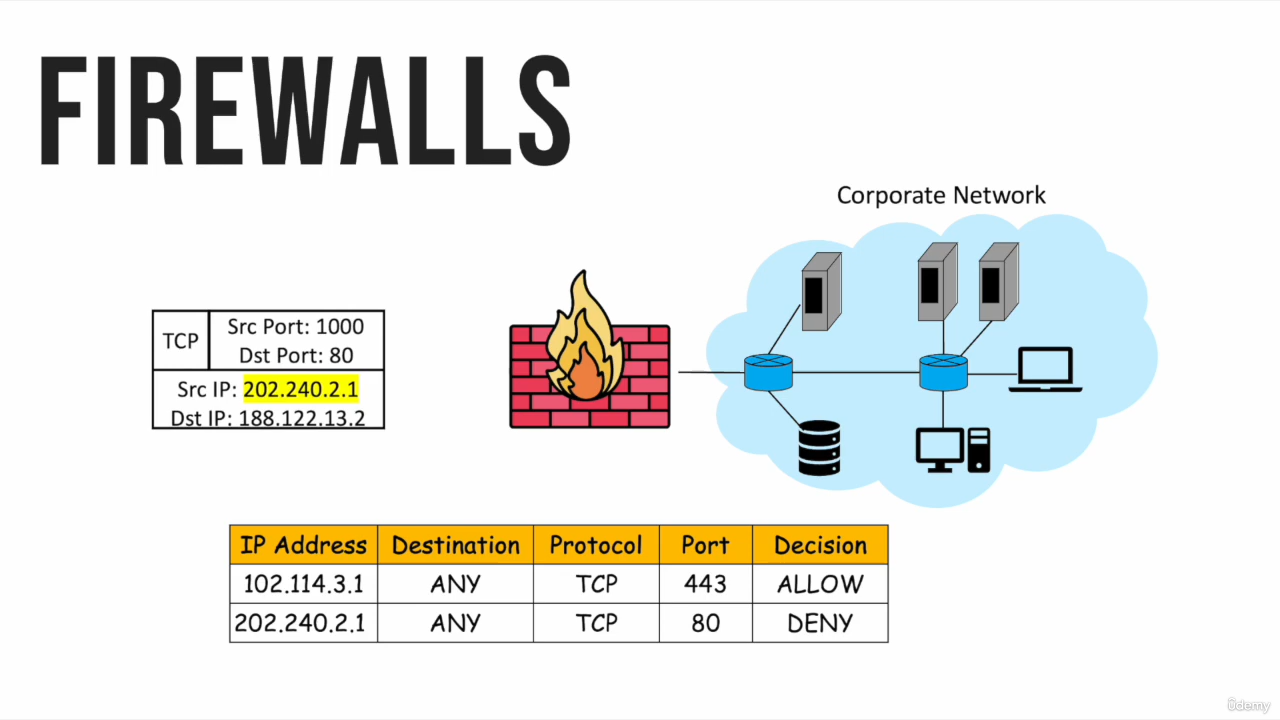 FIREWALLS
Corporate Network
TCP
Src Port: 1000
Dst Port: 80
Src IP: 202.240.2.1
Dst IP: 188.122.13.2
IP Address Destination Protocol Port Decision
102.114.3.1 ANY TCP 443 ALLOW
202.240.2.1 ANY TCP 80 DENY
ûdemy